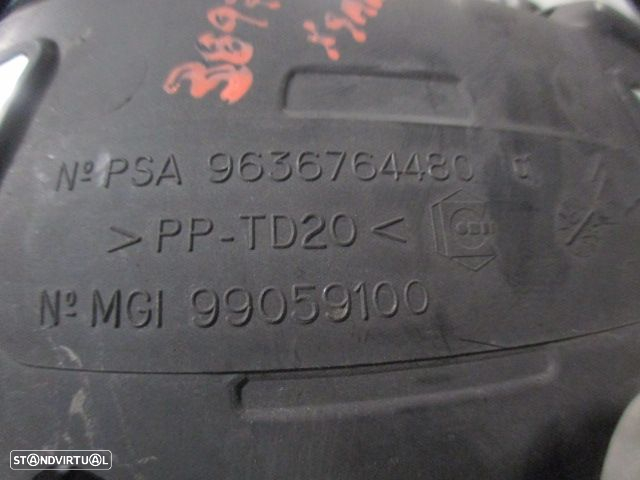 Nº PSA 9636764480
>PP-TD20<
Nº MGI 99059100
STANDVIRTUAL